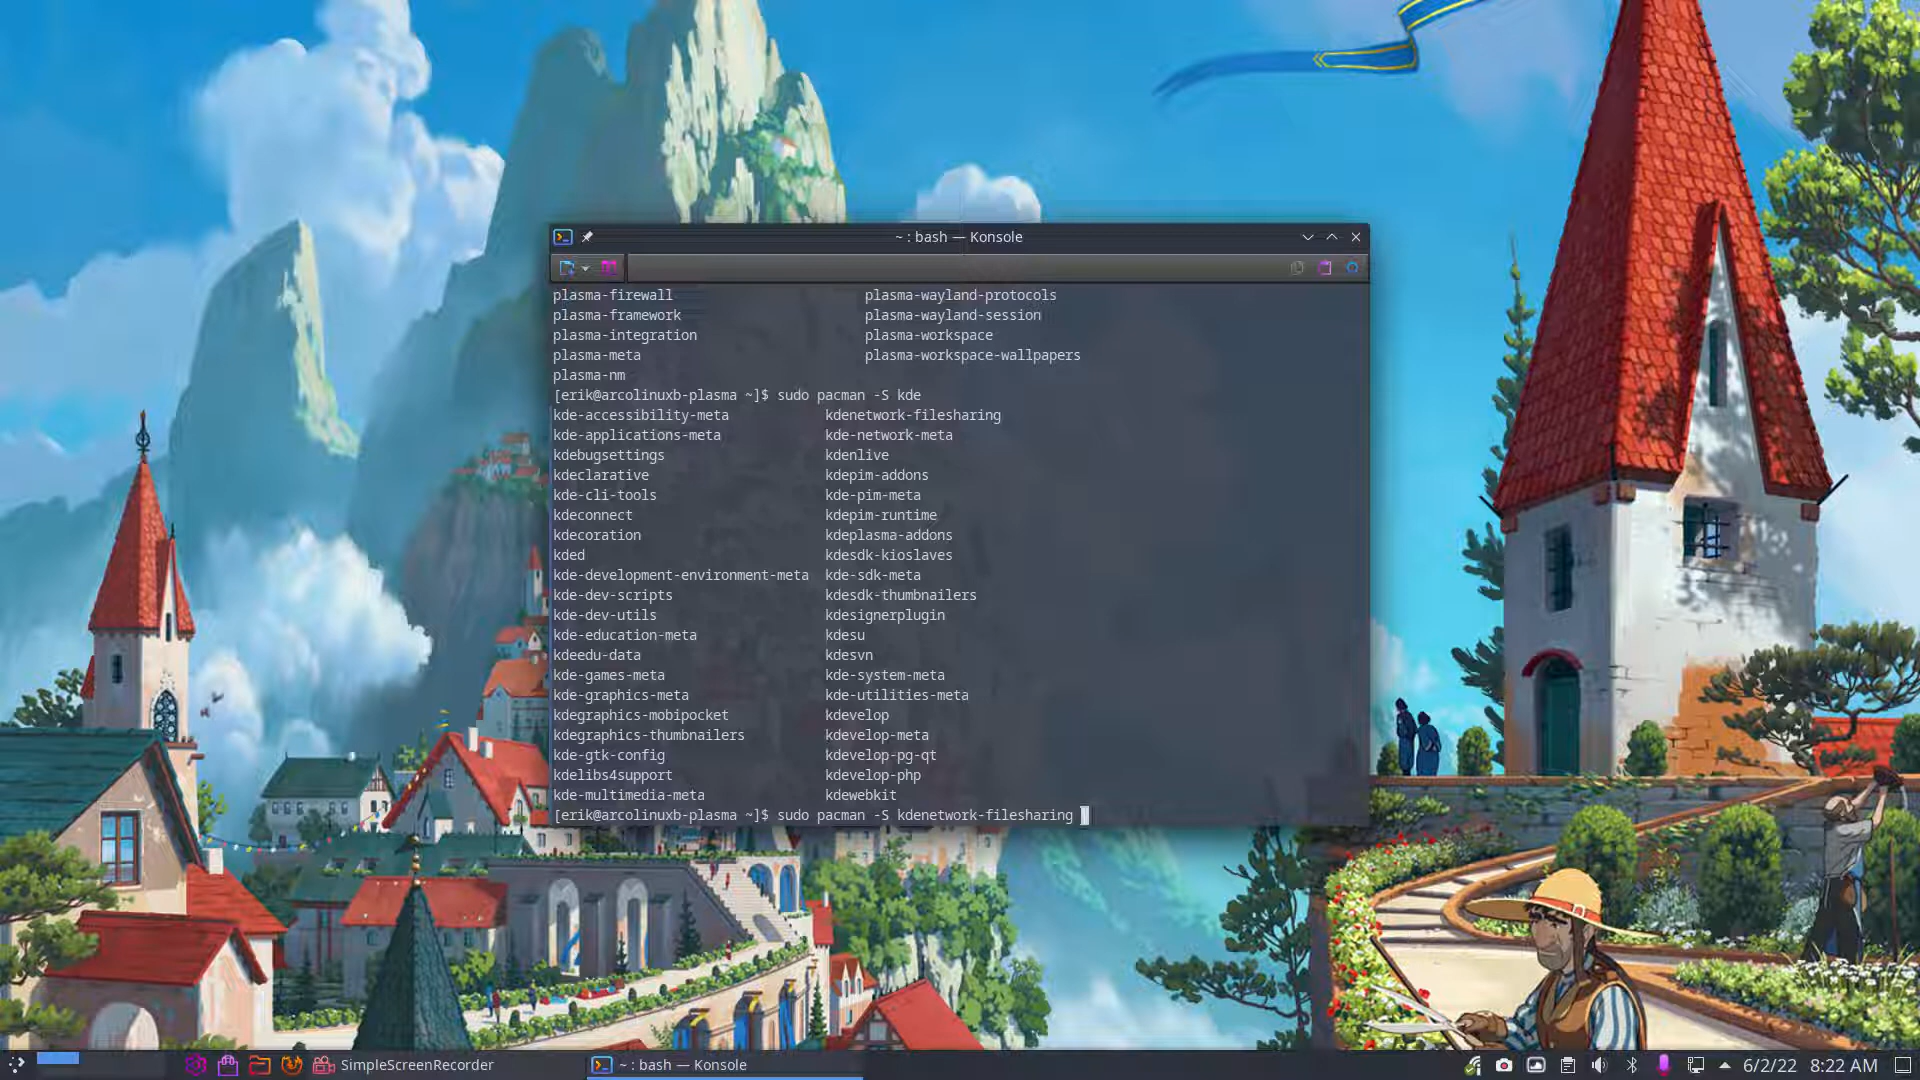 ~ : bash — Konsole
plasma-firewall plasma-wayland-protocols
plasma-framework plasma-wayland-session
plasma-integration plasma-workspace
plasma-meta plasma-workspace-wallpapers
plasma-nm
[erik@arcolinuxb-plasma ~]$ sudo pacman -S kde
kde-accessibility-meta kdenetwork-filesharing
kde-applications-meta kde-network-meta
kdebugsettings kdenlive
kdeclarative kdepim-addons
kde-cli-tools kde-pim-meta
kdeconnect kdepim-runtime
kdecoration kdeplasma-addons
kded kdesdk-kioslaves
kde-development-environment-meta kde-sdk-meta
kde-dev-scripts kdesdk-thumbnailers
kde-dev-utils kdesignerplugin
kde-education-meta kdesu
kdeedu-data kdesvn
kde-games-meta kde-system-meta
kde-graphics-meta kde-utilities-meta
kdegraphics-mobipocket kdevelop
kdegraphics-thumbnailers kdevelop-meta
kde-gtk-config kdevelop-pg-qt
kdelibs4support kdevelop-php
kde-multimedia-meta kdewebkit
[erik@arcolinuxb-plasma ~]$ sudo pacman -S kdenetwork-filesharing
SimpleScreenRecorder ~ : bash — Konsole 6/2/22 8:22 AM